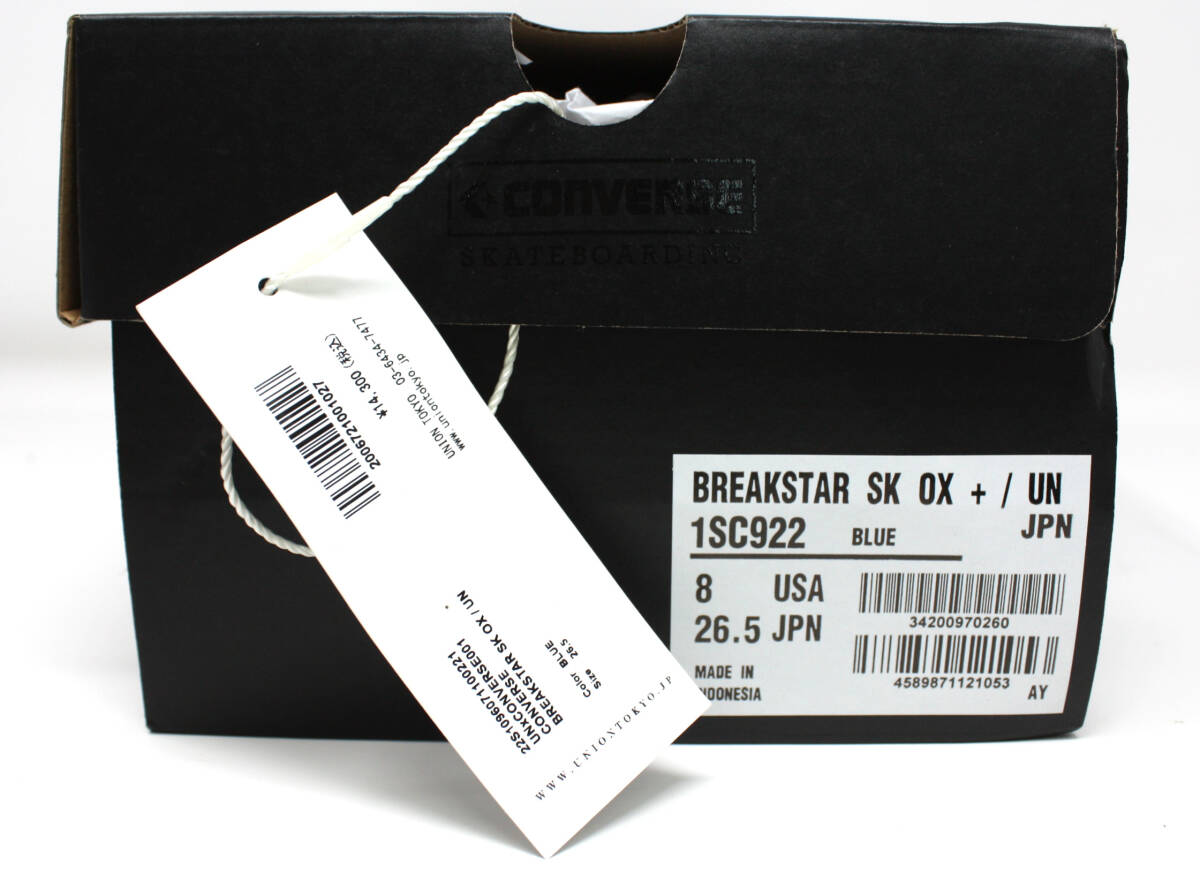 CONVERSE
SKATEBOARDING
UNION TOKYO 03-6434-7477
www.uniontokyo.jp
¥14,300 (税込)
2006721001027
22S1096071100221
UNXCONVERSE001
CONVERSE
BREAKSTAR SK OX / UN
Color BLUE
Size 26.5
WWW.UNIONTOKYO.JP
BREAKSTAR SK OX + / UN
1SC922 BLUE JPN
8 USA
26.5 JPN
34200970260
MADE IN
INDONESIA
4589871121053 AY